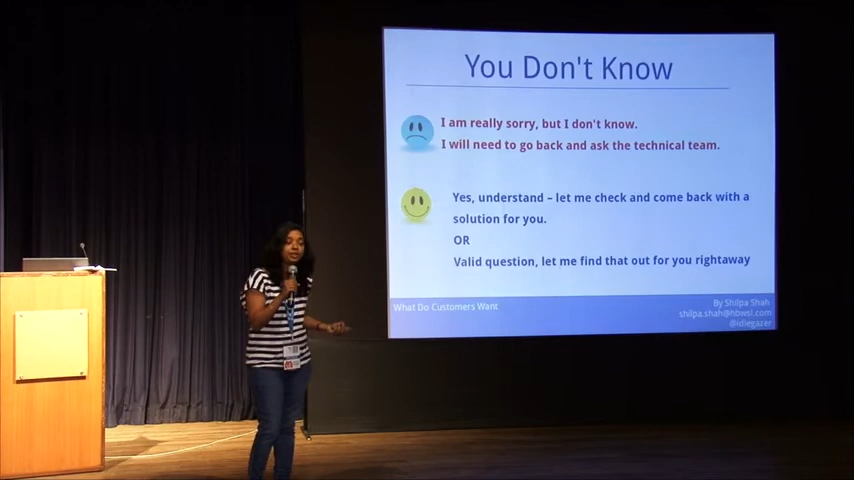 You Don't Know
I am really sorry, but I don't know.
I will need to go back and ask the technical team.
Yes, understand – let me check and come back with a
solution for you.
OR
Valid question, let me find that out for you rightaway
What Do Customers Want
By Shilpa Shah
shilpa.shah@hbwsl.com
@idlegazer